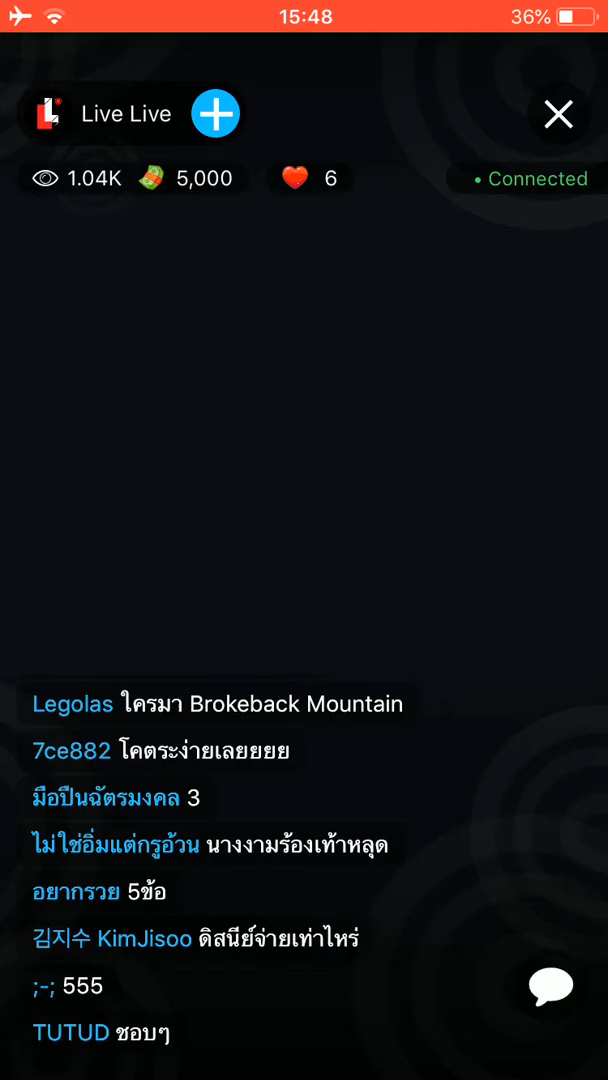 15:48
36%
Live Live
1.04K 5,000 6
• Connected
Legolas ใครมา Brokeback Mountain
7ce882 โคตระง่ายเลยยยย
มือปืนฉัตรมงคล 3
ไม่ใช่อิ่มแต่กรูอ้วน นางงามร้องเท้าหลุด
อยากรวย 5ข้อ
김지수 KimJisoo ดิสนีย์จ่ายเท่าไหร่
;-; 555
TUTUD ชอบๆ